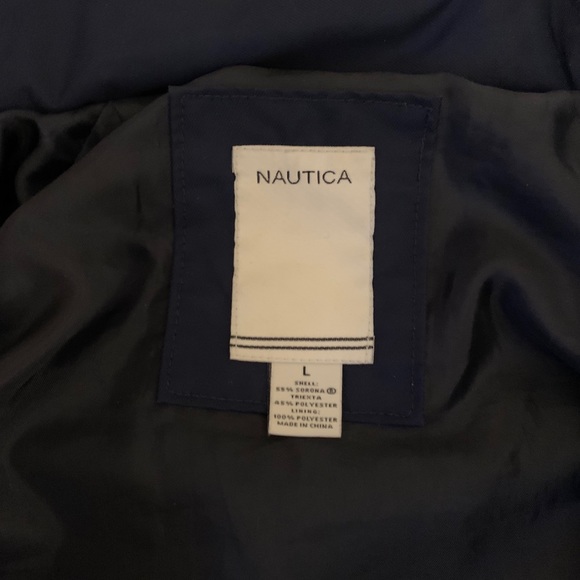 NAUTICA
L
SHELL:
55% SORONA®
TRIEXTA
45% POLYESTER
LINING:
100% POLYESTER
MADE IN CHINA